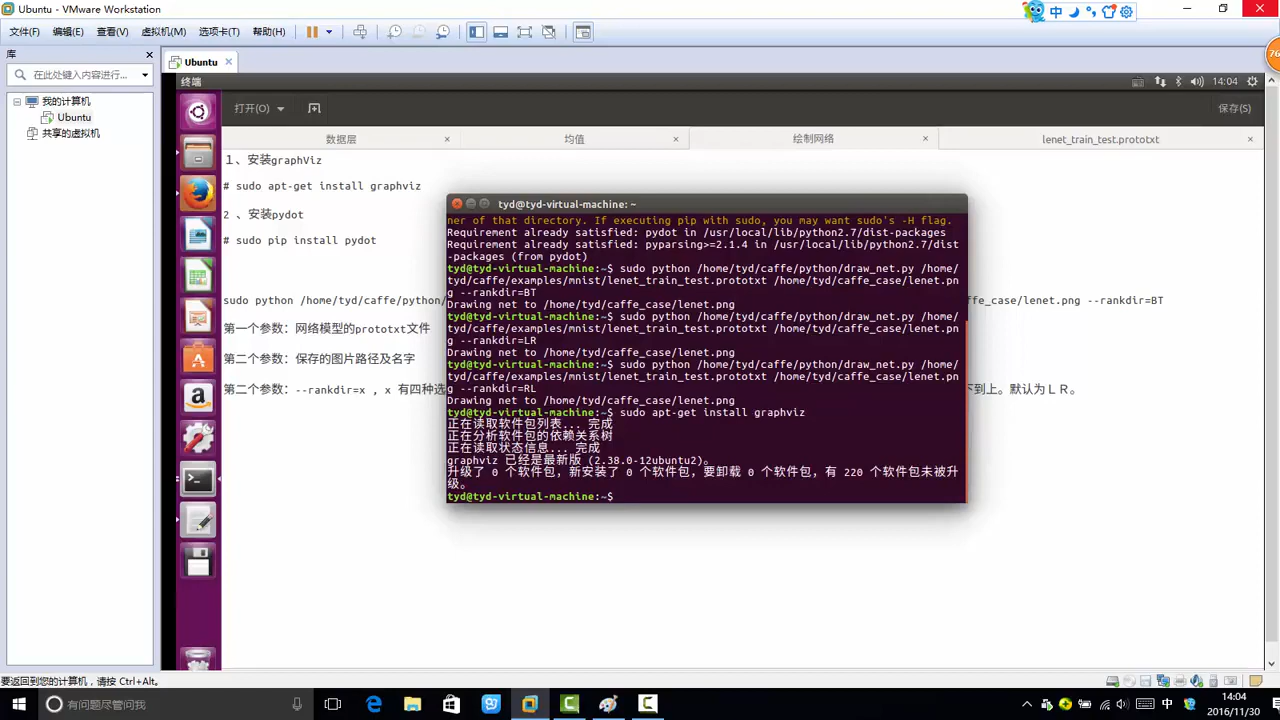 Ubuntu - VMware Workstation
中
文件(F) 编辑(E) 查看(V) 虚拟机(M) 选项卡(T) 帮助(H)
76
库
在此处键入内容进行...
我的计算机
Ubuntu
共享的虚拟机
Ubuntu
终端
14:04
打开(O)
保存(S)
数据层
均值
绘制网络
lenet_train_test.prototxt
1、安装graphViz
# sudo apt-get install graphviz
2 、安装pydot
# sudo pip install pydot
sudo python /home/tyd/caffe/python/
fe_case/lenet.png --rankdir=BT
第一个参数：网络模型的prototxt文件
第二个参数：保存的图片路径及名字
第二个参数：--rankdir=x , x 有四种选
下到上。默认为ＬＲ。
tyd@tyd-virtual-machine: ~
ner of that directory. If executing pip with sudo, you may want sudo's -H flag.
Requirement already satisfied: pydot in /usr/local/lib/python2.7/dist-packages
Requirement already satisfied: pyparsing>=2.1.4 in /usr/local/lib/python2.7/dist
-packages (from pydot)
tyd@tyd-virtual-machine:~$ sudo python /home/tyd/caffe/python/draw_net.py /home/
tyd/caffe/examples/mnist/lenet_train_test.prototxt /home/tyd/caffe_case/lenet.pn
g --rankdir=BT
Drawing net to /home/tyd/caffe_case/lenet.png
tyd@tyd-virtual-machine:~$ sudo python /home/tyd/caffe/python/draw_net.py /home/
tyd/caffe/examples/mnist/lenet_train_test.prototxt /home/tyd/caffe_case/lenet.pn
g --rankdir=LR
Drawing net to /home/tyd/caffe_case/lenet.png
tyd@tyd-virtual-machine:~$ sudo python /home/tyd/caffe/python/draw_net.py /home/
tyd/caffe/examples/mnist/lenet_train_test.prototxt /home/tyd/caffe_case/lenet.pn
g --rankdir=RL
Drawing net to /home/tyd/caffe_case/lenet.png
tyd@tyd-virtual-machine:~$ sudo apt-get install graphviz
正在读取软件包列表... 完成
正在分析软件包的依赖关系树
正在读取状态信息... 完成
graphviz 已经是最新版 (2.38.0-12ubuntu2)。
升级了 0 个软件包，新安装了 0 个软件包，要卸载 0 个软件包，有 220 个软件包未被升
级。
tyd@tyd-virtual-machine:~$
要返回到您的计算机，请按 Ctrl+Alt。
有问题尽管问我
中
14:04
2016/11/30